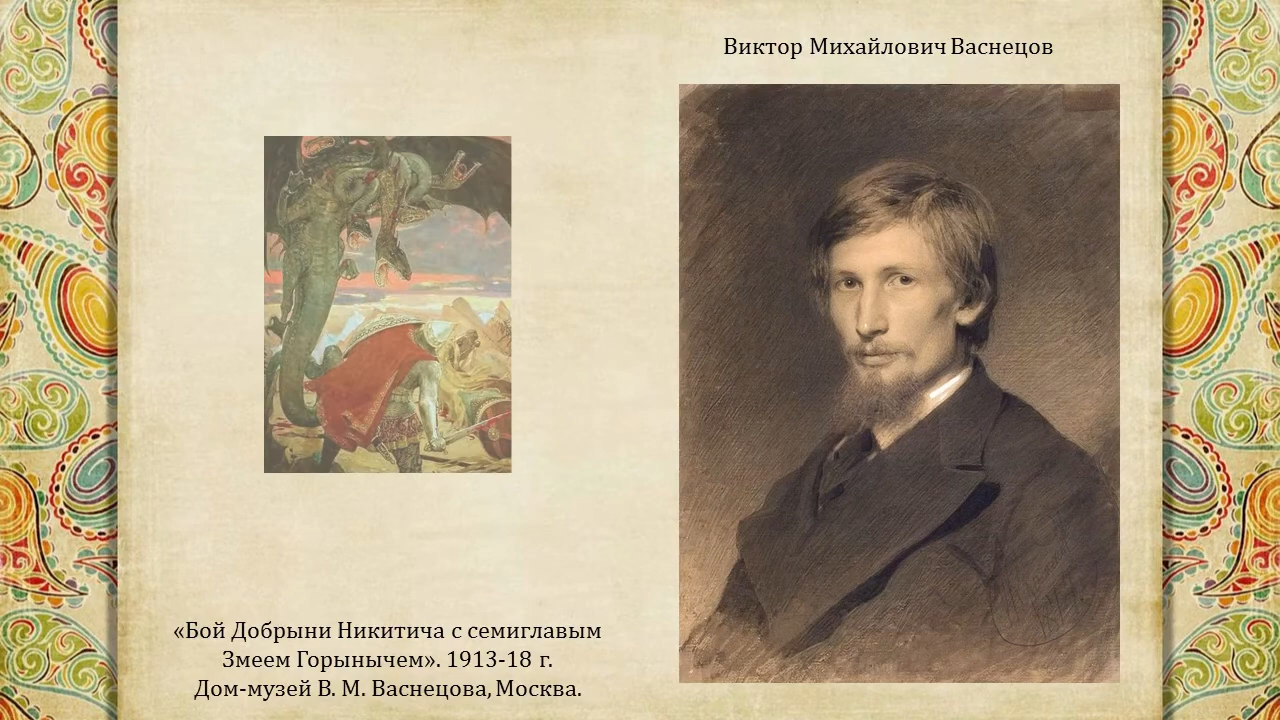 Виктор Михайлович Васнецов
«Бой Добрыни Никитича с семиглавым
Змеем Горынычем». 1913-18 г.
Дом-музей В. М. Васнецова, Москва.